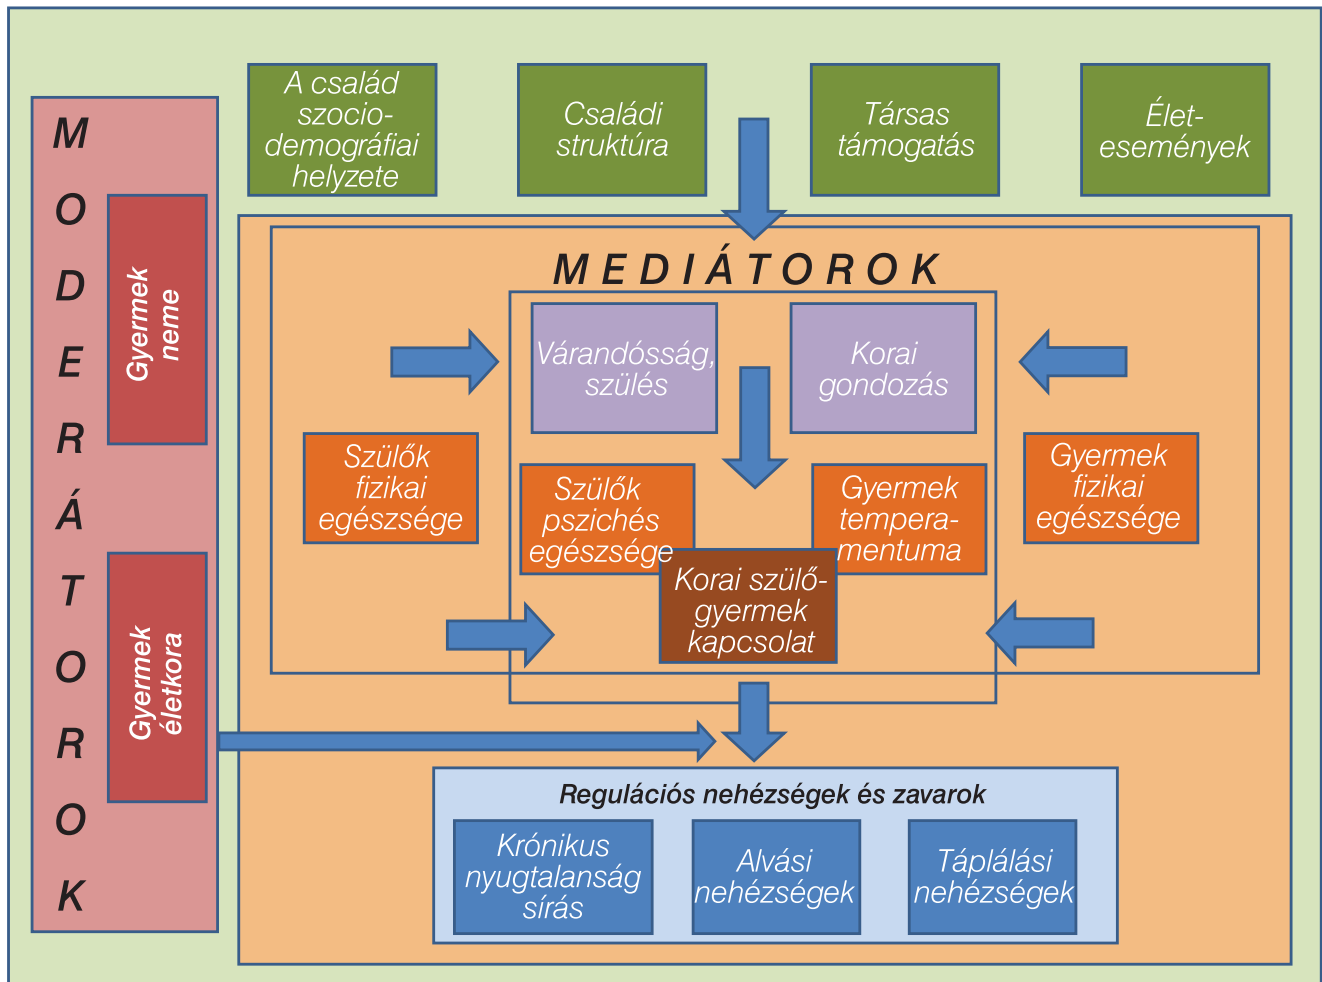 A család
szocio-
demográfiai
helyzete
Családi
struktúra
Társas
támogatás
Élet-
események
MODERÁTOROK
Gyermek
neme
Gyermek
életkora
MEDIÁTOROK
Várandósság,
szülés
Korai
gondozás
Szülők
fizikai
egészsége
Szülők
pszichés
egészsége
Gyermek
tempera-
mentuma
Gyermek
fizikai
egészsége
Korai szülő-
gyermek
kapcsolat
Regulációs nehézségek és zavarok
Krónikus
nyugtalanság
sírás
Alvási
nehézségek
Táplálási
nehézségek